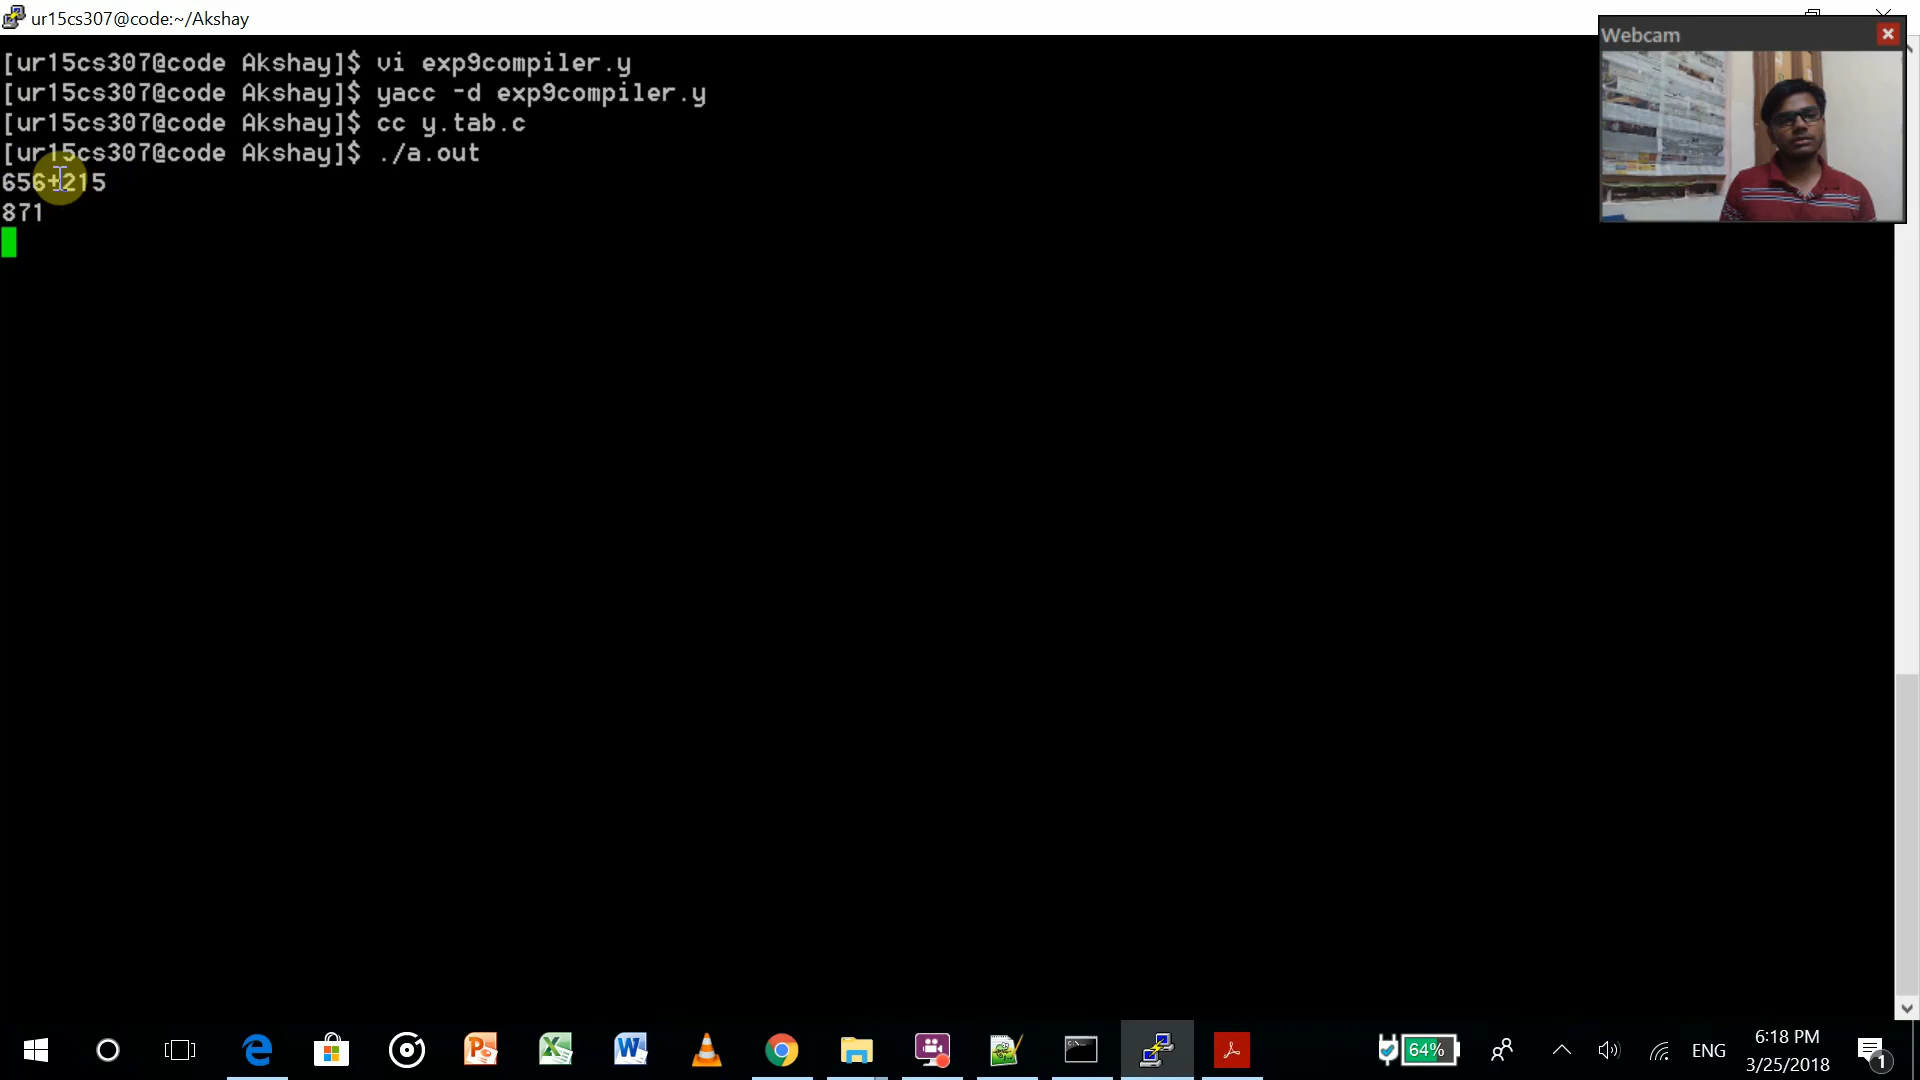 ur15cs307@code:~/Akshay
Webcam
[ur15cs307@code Akshay]$ vi exp9compiler.y
[ur15cs307@code Akshay]$ yacc -d exp9compiler.y
[ur15cs307@code Akshay]$ cc y.tab.c
[ur15cs307@code Akshay]$ ./a.out
656+215
871
64%
ENG
6:18 PM
3/25/2018
1